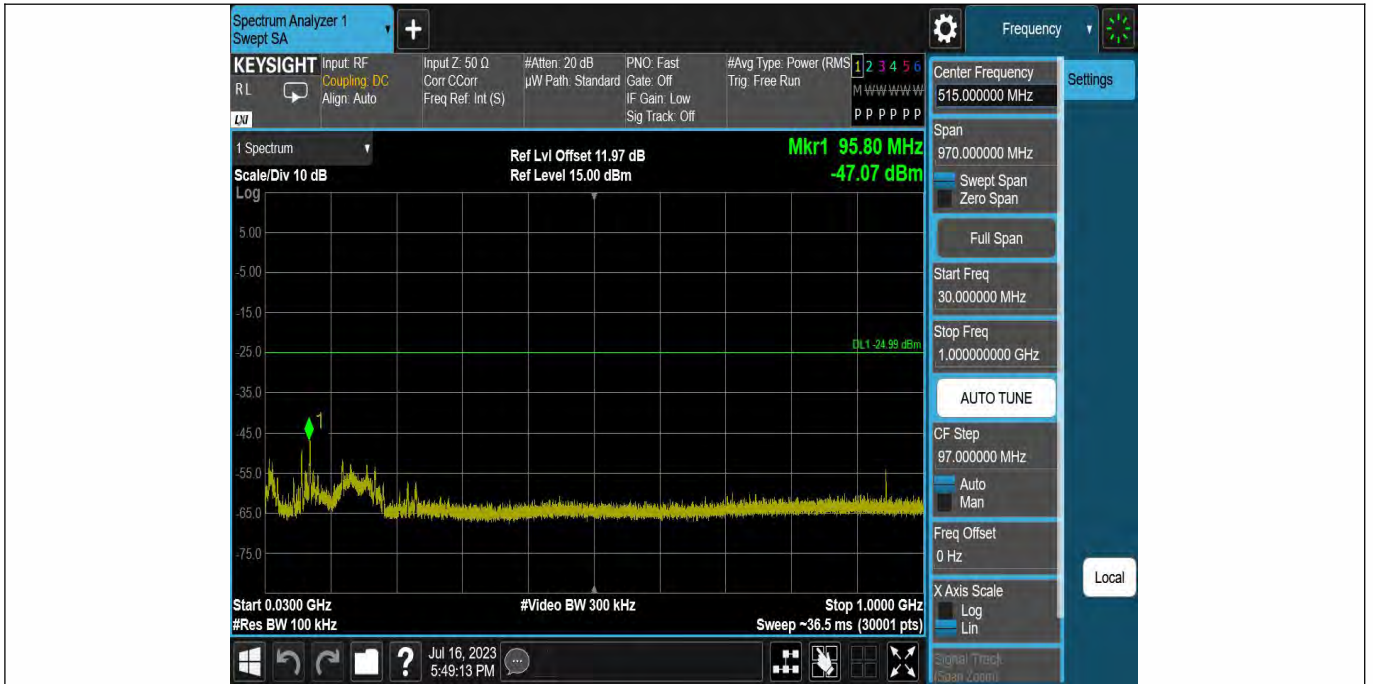 Spectrum Analyzer 1
Swept SA
+
Frequency
KEYSIGHT
RL
LXI
Input: RF
Coupling: DC
Align: Auto
Input Z: 50 Ω
Corr CCorr
Freq Ref: Int (S)
#Atten: 20 dB
µW Path: Standard
PNO: Fast
Gate: Off
IF Gain: Low
Sig Track: Off
#Avg Type: Power (RMS
Trig: Free Run
1 2 3 4 5 6
M W W W W W
P P P P P P
Center Frequency
515.000000 MHz
Settings
Span
970.000000 MHz
Swept Span
Zero Span
Full Span
Start Freq
30.000000 MHz
Stop Freq
1.000000000 GHz
AUTO TUNE
CF Step
97.000000 MHz
Auto
Man
Freq Offset
0 Hz
X Axis Scale
Log
Lin
Signal Track
(Span Zoom)
Local
1 Spectrum
Scale/Div 10 dB
Log
Ref Lvl Offset 11.97 dB
Ref Level 15.00 dBm
Mkr1 95.80 MHz
-47.07 dBm
5.00
-5.00
-15.0
-25.0
DL1 -24.99 dBm
-35.0
1
-45.0
-55.0
-65.0
-75.0
Start 0.0300 GHz
#Video BW 300 kHz
Stop 1.0000 GHz
#Res BW 100 kHz
Sweep ~36.5 ms (30001 pts)
?
Jul 16, 2023
5:49:13 PM